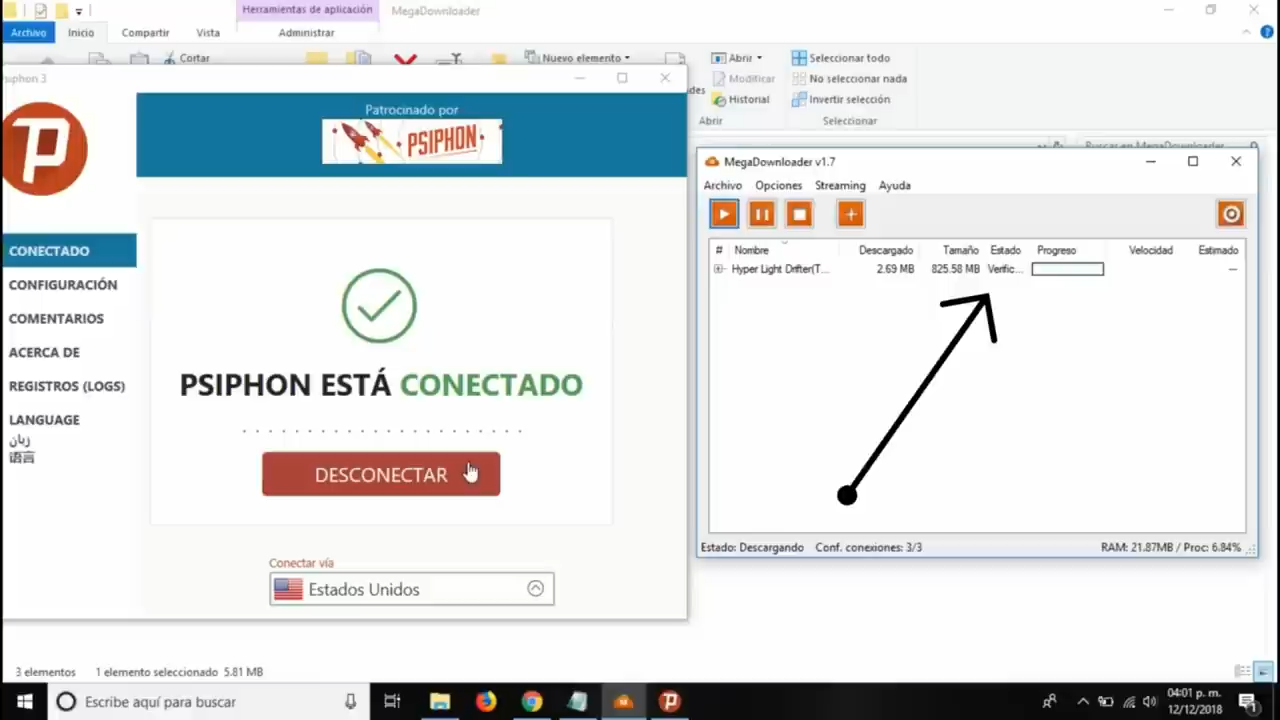 Herramientas de aplicación
MegaDownloader
Archivo
Inicio
Compartir
Vista
Administrar
Cortar
Nuevo elemento
Abrir
Modificar
Historial
Abrir
Seleccionar todo
No seleccionar nada
Invertir selección
Seleccionar
Psiphon 3
Patrocinado por
PSIPHON
CONECTADO
CONFIGURACIÓN
COMENTARIOS
ACERCA DE
REGISTROS (LOGS)
LANGUAGE
زبان
语言
PSIPHON ESTÁ CONECTADO
DESCONECTAR
Conectar vía
Estados Unidos
MegaDownloader v1.7
Archivo Opciones Streaming Ayuda
# Nombre Descargado Tamaño Estado Progreso Velocidad Estimado
Hyper Light Drifter(T... 2.69 MB 825.58 MB Verific... --
Estado: Descargando Conf. conexiones: 3/3 RAM: 21.87MB / Proc: 6.84%
3 elementos 1 elemento seleccionado 5.81 MB
Escribe aquí para buscar
04:01 p. m.
12/12/2018
1